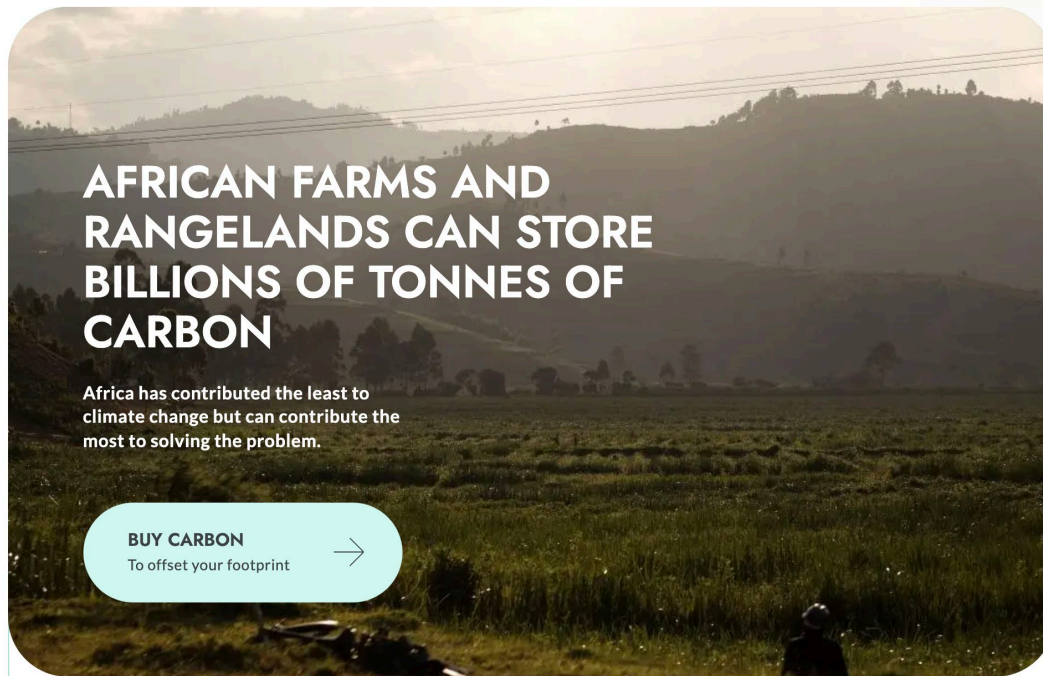 AFRICAN FARMS AND
RANGELANDS CAN STORE
BILLIONS OF TONNES OF
CARBON
Africa has contributed the least to
climate change but can contribute the
most to solving the problem.
BUY CARBON
To offset your footprint